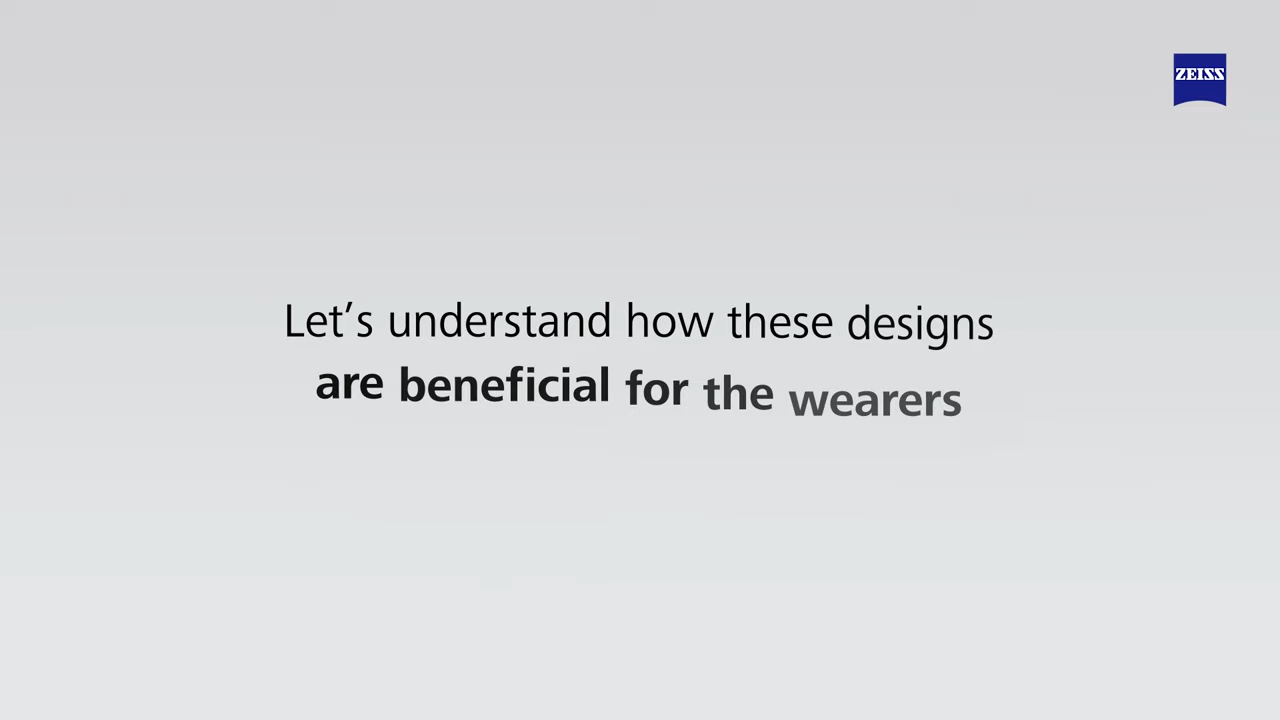 ZEISS
Let’s understand how these designs
are beneficial for the wearers